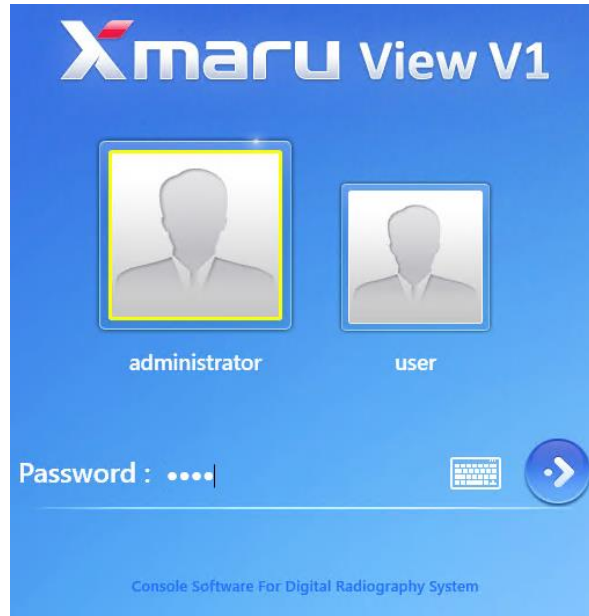 Xmaru View V1
administrator
user
Password : ••••
Console Software For Digital Radiography System